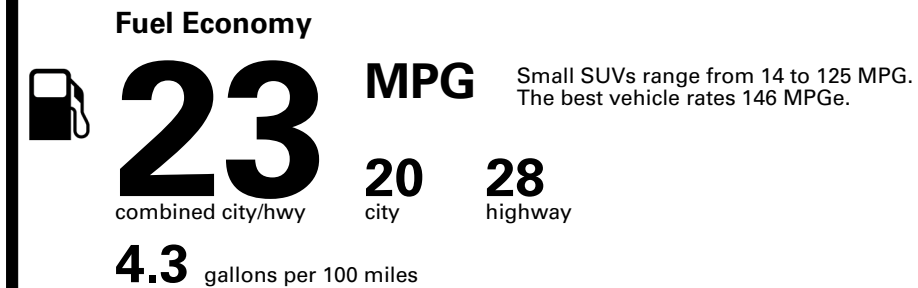 Fuel Economy
23 MPG
Small SUVs range from 14 to 125 MPG.
The best vehicle rates 146 MPGe.
combined city/hwy
20
city
28
highway
4.3 gallons per 100 miles